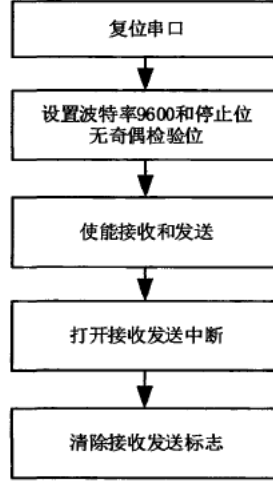 复位串口
设置波特率9600和停止位
无奇偶检验位
使能接收和发送
打开接收发送中断
清除接收发送标志